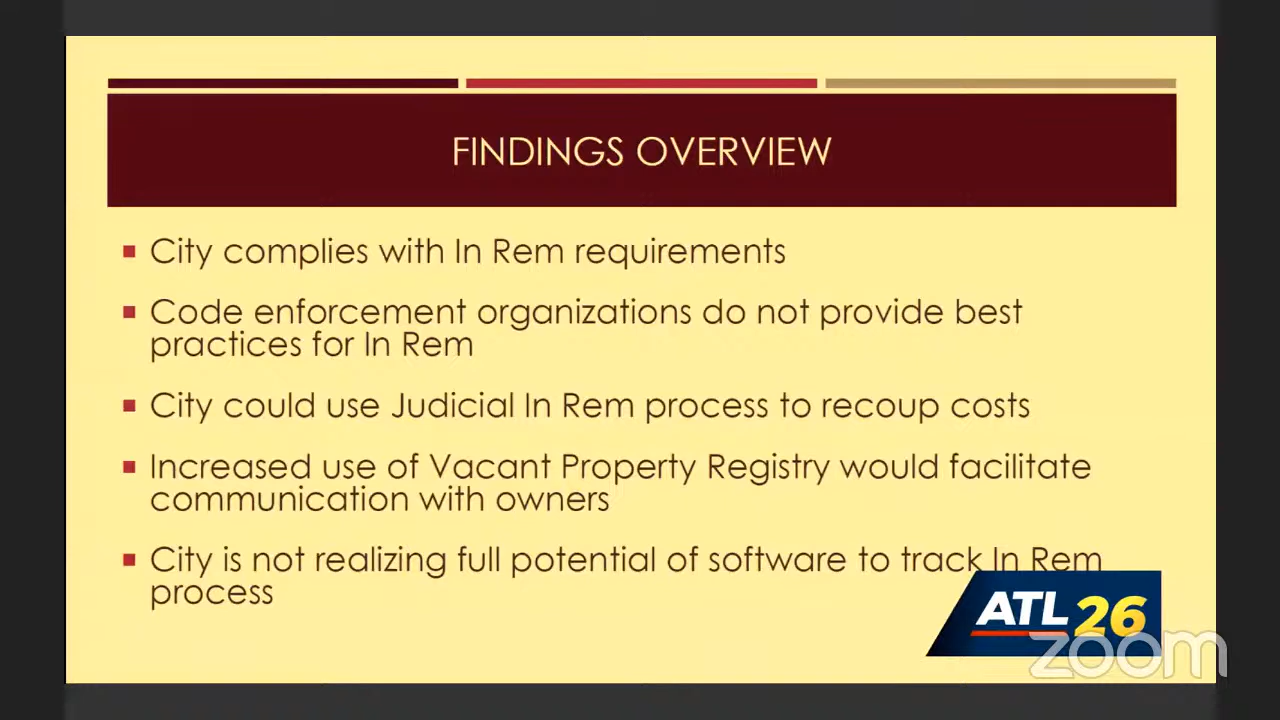 FINDINGS OVERVIEW
▪ City complies with In Rem requirements
▪ Code enforcement organizations do not provide best
practices for In Rem
▪ City could use Judicial In Rem process to recoup costs
▪ Increased use of Vacant Property Registry would facilitate
communication with owners
▪ City is not realizing full potential of software to track In Rem
process
ATL 26
zoom